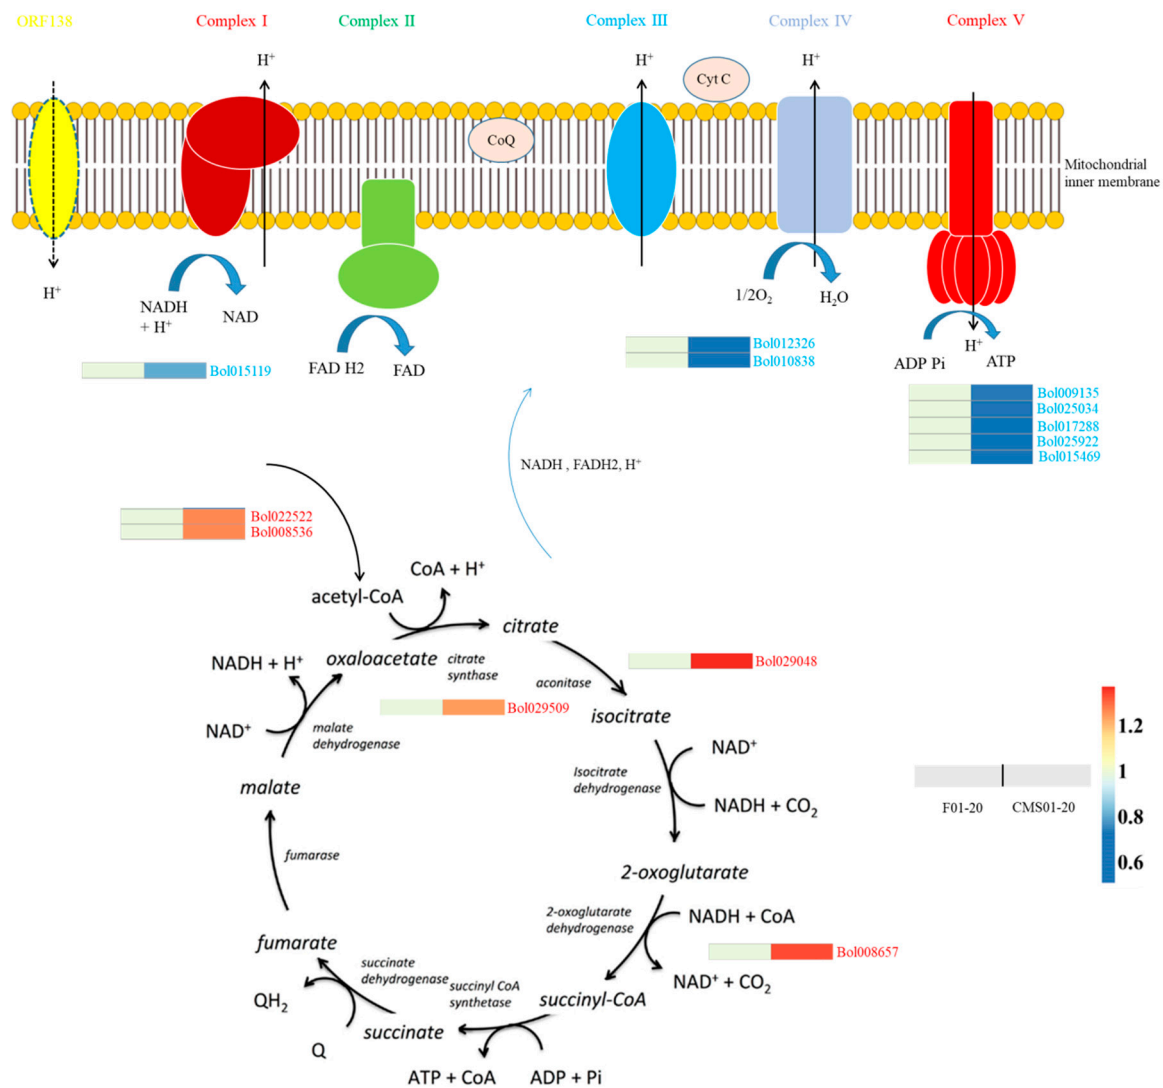 ORF138
Complex I
Complex II
Complex III
Complex IV
Complex V
H+
H+
H+
Cyt C
CoQ
Mitochondrial
inner membrane
H+
NADH
+ H+
NAD
FAD H2
FAD
1/2O2
H2O
H+
ADP Pi
ATP
Bol015119
Bol012326
Bol010838
Bol009135
Bol025034
Bol017288
Bol025922
Bol015469
NADH , FADH2, H+
Bol022522
Bol008536
acetyl-CoA
CoA + H+
citrate
oxaloacetate
citrate
synthase
aconitase
Bol029048
NADH + H+
Bol029509
isocitrate
NAD+
malate
dehydrogenase
NAD+
Isocitrate
dehydrogenase
malate
NADH + CO2
F01-20
CMS01-20
1.2
1
0.8
0.6
fumarase
2-oxoglutarate
2-oxoglutarate
dehydrogenase
NADH + CoA
Bol008657
fumarate
succinate
dehydrogenase
NAD+ + CO2
succinyl CoA
synthetase
succinyl-CoA
QH2
succinate
Q
ATP + CoA
ADP + Pi